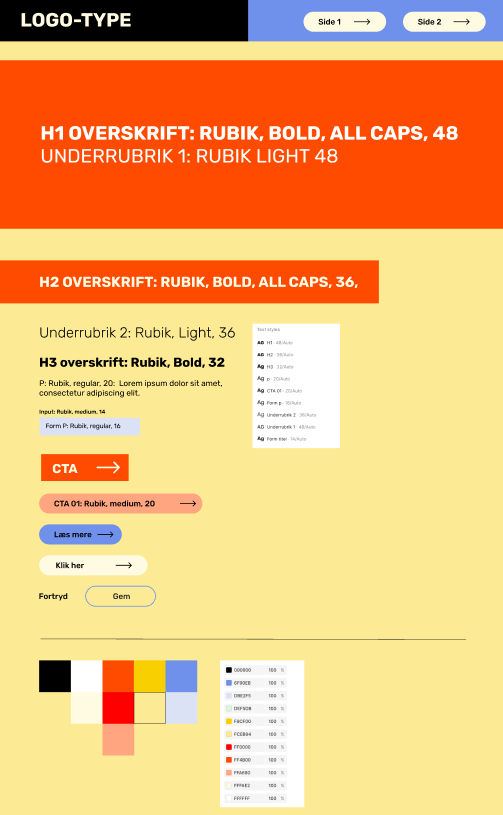 LOGO-TYPE
Side 1
Side 2
H1 OVERSKRIFT: RUBIK, BOLD, ALL CAPS, 48
UNDERRUBRIK 1: RUBIK LIGHT 48
H2 OVERSKRIFT: RUBIK, BOLD, ALL CAPS, 36,
Underrubrik 2: Rubik, Light, 36
H3 overskrift: Rubik, Bold, 32
P: Rubik, regular, 20: Lorem ipsum dolor sit amet,
consectetur adipiscing elit.
Input: Rubik, medium, 14
Form P: Rubik, regular, 16
CTA
CTA 01: Rubik, medium, 20
Læs mere
Klik her
Fortryd
Gem
Text styles
AG H1 · 48/Auto
AG H2 · 36/Auto
Ag H3 · 32/Auto
Ag p · 20/Auto
Ag CTA 01 · 20/Auto
Ag Form p · 16/Auto
Ag Underrubrik 2 · 36/Auto
AG Underrubrik 1 · 48/Auto
Ag Form titel · 14/Auto
000000 100 %
6F90EB 100 %
100 %
100 %
F8CF00 100 %
FCE894 100 %
FF0000 100 %
FF4B00 100 %
FFA680 100 %
100 %
FFFFFF 100 %